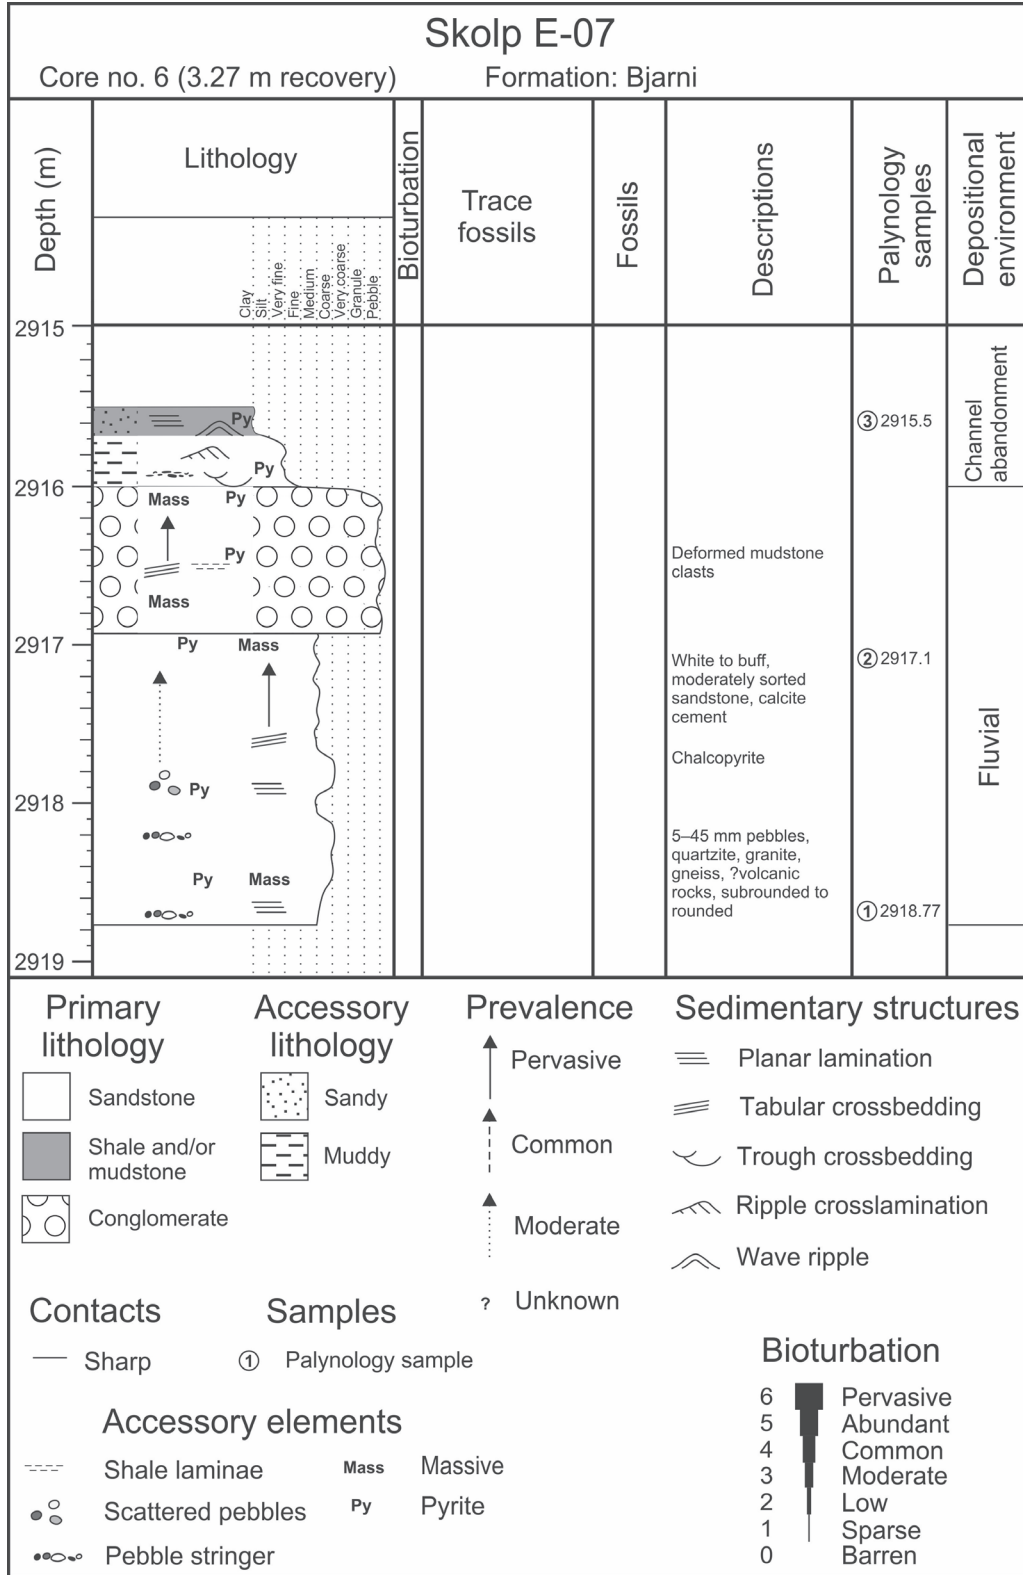 Skolp E-07
Core no. 6 (3.27 m recovery) Formation: Bjarni
Depth (m)
Lithology
Clay
Silt
Very fine
Fine
Medium
Coarse
Very coarse
Granule
Pebble
Bioturbation
Trace
fossils
Fossils
Descriptions
Palynology
samples
Depositional
environment
2915
2916
2917
2918
2919
Py
Py
Mass Py
Py
Mass
Py Mass
Py
Py Mass
Deformed mudstone
clasts
White to buff,
moderately sorted
sandstone, calcite
cement
Chalcopyrite
5–45 mm pebbles,
quartzite, granite,
gneiss, ?volcanic
rocks, subrounded to
rounded
3 2915.5
2 2917.1
1 2918.77
Channel
abandonment
Fluvial
Primary
lithology
Sandstone
Shale and/or
mudstone
Conglomerate
Accessory
lithology
Sandy
Muddy
Prevalence
Pervasive
Common
Moderate
? Unknown
Sedimentary structures
Planar lamination
Tabular crossbedding
Trough crossbedding
Ripple crosslamination
Wave ripple
Contacts
Sharp
Samples
1 Palynology sample
Accessory elements
Shale laminae
Scattered pebbles
Pebble stringer
Mass Massive
Py Pyrite
Bioturbation
6 Pervasive
5 Abundant
4 Common
3 Moderate
2 Low
1 Sparse
0 Barren